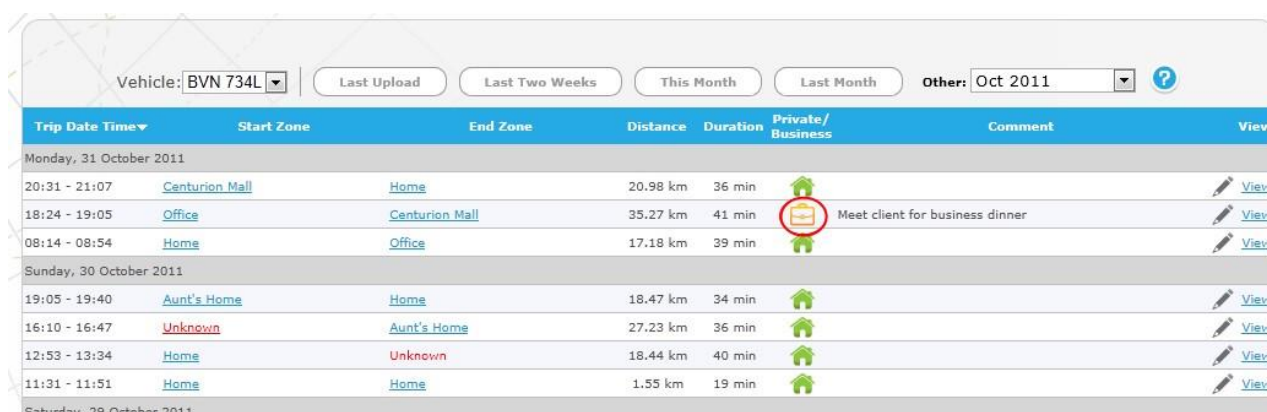 Vehicle: BVN 734L Last Upload Last Two Weeks This Month Last Month Other: Oct 2011 ?
Trip Date Time Start Zone End Zone Distance Duration Private/ Business Comment View
Monday, 31 October 2011
20:31 - 21:07 Centurion Mall Home 20.98 km 36 min View
18:24 - 19:05 Office Centurion Mall 35.27 km 41 min Meet client for business dinner View
08:14 - 08:54 Home Office 17.18 km 39 min View
Sunday, 30 October 2011
19:05 - 19:40 Aunt's Home Home 18.47 km 34 min View
16:10 - 16:47 Unknown Aunt's Home 27.23 km 36 min View
12:53 - 13:34 Home Unknown 18.44 km 40 min View
11:31 - 11:51 Home Home 1.55 km 19 min View
Saturday, 29 October 2011